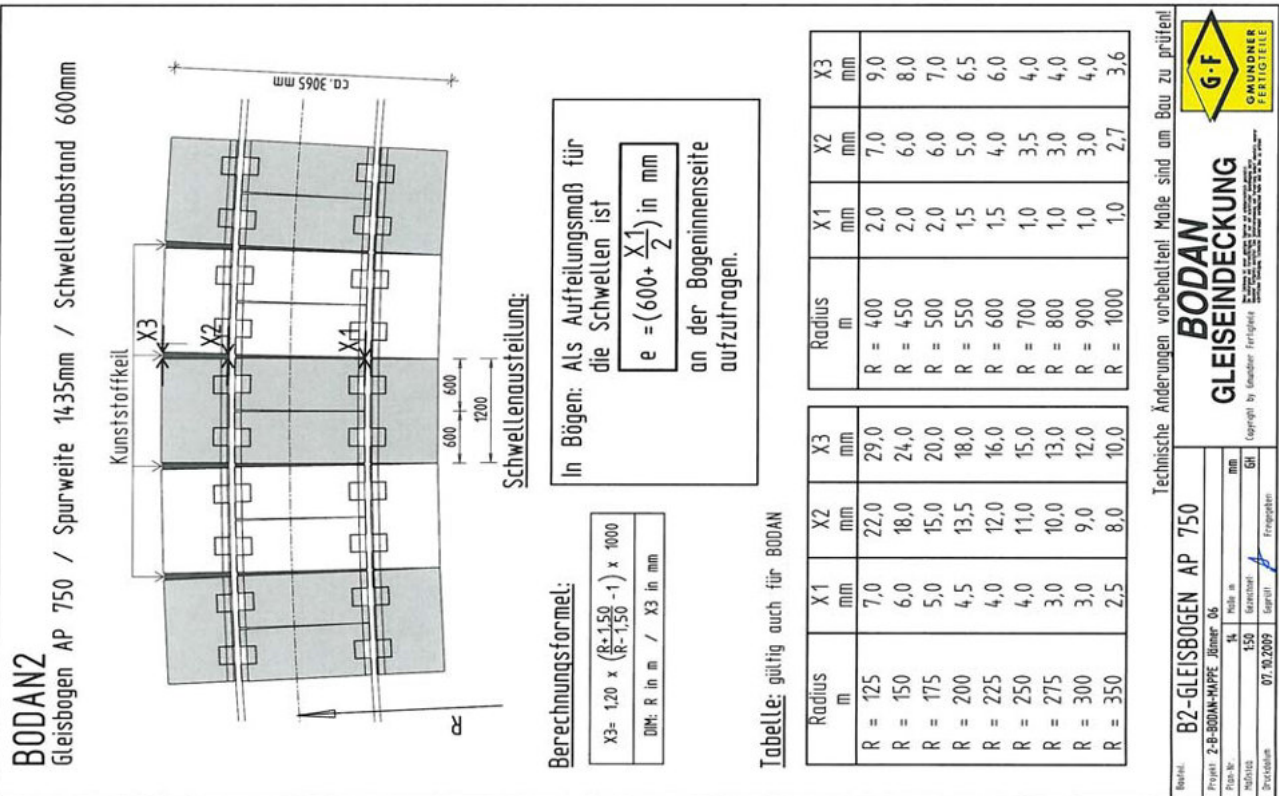 BODAN2
Gleisbogen AP 750 / Spurweite 1435mm / Schwellenabstand 600mm
Kunststoffkeil
X3
X2
X1
ca. 3065 mm
R
600
600
1200
Berechnungsformel:
X3= 1,20 x (R+1,50/R-1,50 -1) x 1000
DIM: R in m / X3 in mm
Schwellenausteilung:
In Bögen: Als Aufteilungsmaß für
die Schwellen ist
e =(600+X1/2) in mm
an der Bogeninnenseite
aufzutragen.
Tabelle: gültig auch für BODAN
Radius X1 X2 X3
m mm mm mm
R = 125 7,0 22,0 29,0
R = 150 6,0 18,0 24,0
R = 175 5,0 15,0 20,0
R = 200 4,5 13,5 18,0
R = 225 4,0 12,0 16,0
R = 250 4,0 11,0 15,0
R = 275 3,0 10,0 13,0
R = 300 3,0 9,0 12,0
R = 350 2,5 8,0 10,0
Radius X1 X2 X3
m mm mm mm
R = 400 2,0 7,0 9,0
R = 450 2,0 6,0 8,0
R = 500 2,0 6,0 7,0
R = 550 1,5 5,0 6,5
R = 600 1,5 4,0 6,0
R = 700 1,0 3,5 4,0
R = 800 1,0 3,0 4,0
R = 900 1,0 3,0 4,0
R = 1000 1,0 2,7 3,6
Technische Änderungen vorbehalten! Maße sind am Bau zu prüfen!
Bauteil: B2-GLEISBOGEN AP 750
Projekt 2-B-BODAN-MAPPE Jänner 06
Plan-Nr. 14 Maße in mm
Maßstab 1:50 Gezeichnet: GH
Druckdatum 07.10.2009 Geprüft: Freigegeben:
BODAN
GLEISEINDECKUNG
Copyright by Gmundner Fertigteile
G·F
GMUNDNER
FERTIGTEILE